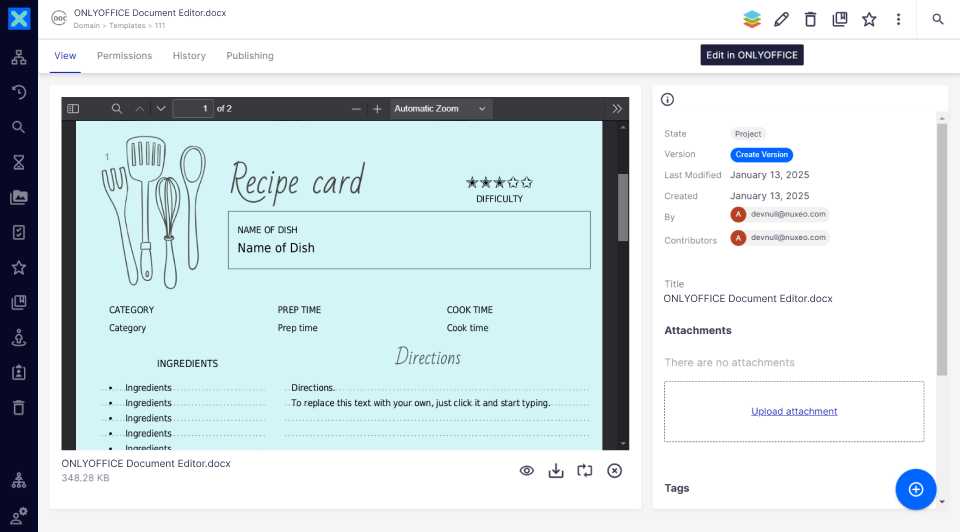 DOC
ONLYOFFICE Document Editor.docx
Domain > Templates > 111
View Permissions History Publishing
Edit in ONLYOFFICE
1 of 2
Automatic Zoom
1
Recipe card
DIFFICULTY
NAME OF DISH
Name of Dish
CATEGORY PREP TIME COOK TIME
Category Prep time Cook time
INGREDIENTS
Directions
• Ingredients
• Ingredients
• Ingredients
• Ingredients
• Ingredients
Directions.
To replace this text with your own, just click it and start typing.
ONLYOFFICE Document Editor.docx
348.28 KB
State Project
Version Create Version
Last Modified January 13, 2025
Created January 13, 2025
By A devnull@nuxeo.com
Contributors A devnull@nuxeo.com
Title
ONLYOFFICE Document Editor.docx
Attachments
There are no attachments
Upload attachment
Tags